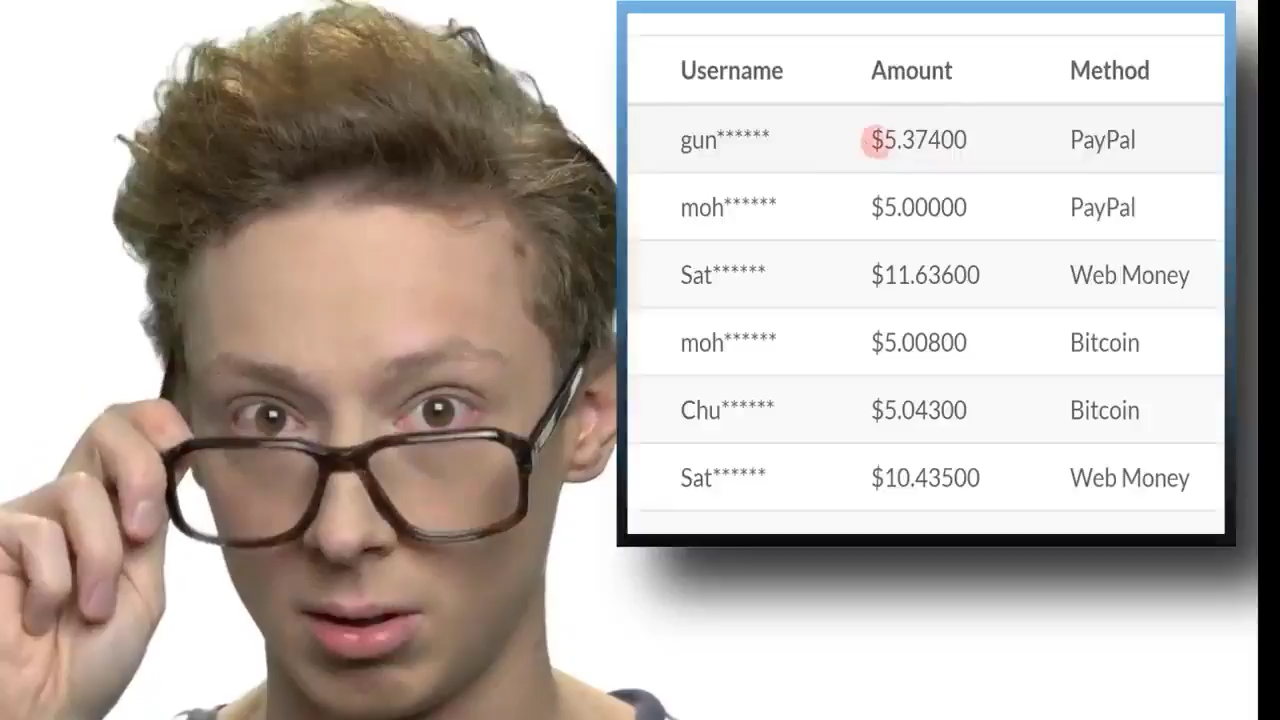 Username Amount Method
gun****** $5.37400 PayPal
moh****** $5.00000 PayPal
Sat****** $11.63600 Web Money
moh****** $5.00800 Bitcoin
Chu****** $5.04300 Bitcoin
Sat****** $10.43500 Web Money